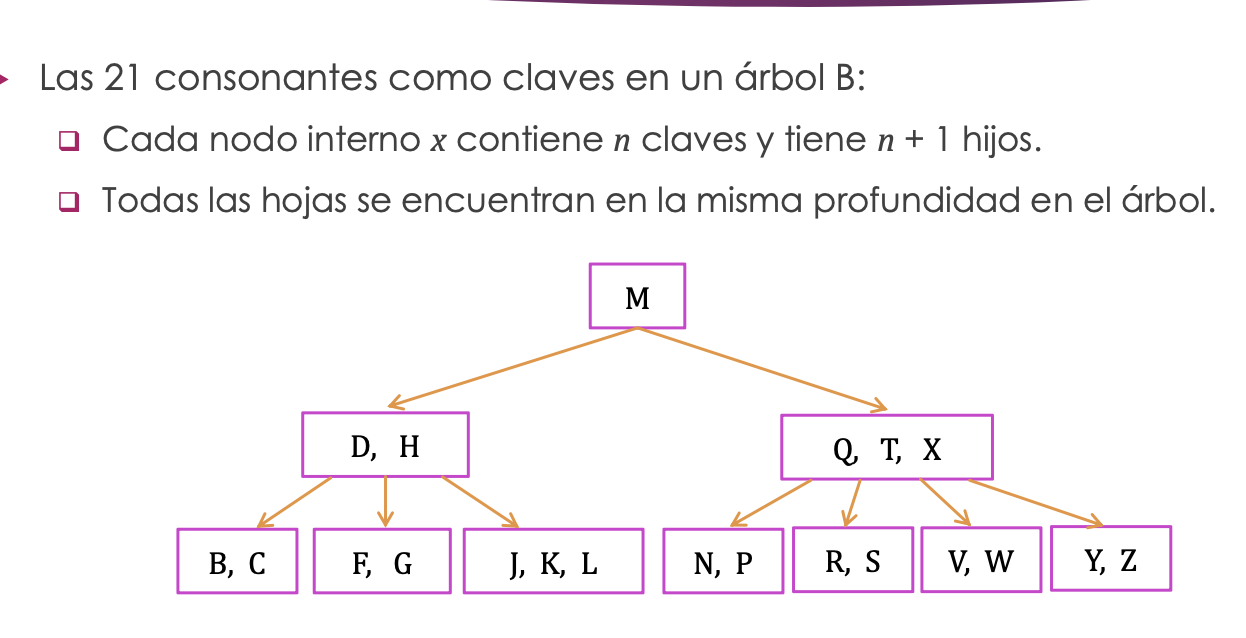 Las 21 consonantes como claves en un árbol B:
Cada nodo interno x contiene n claves y tiene n + 1 hijos.
Todas las hojas se encuentran en la misma profundidad en el árbol.
M
D, H
Q, T, X
B, C
F, G
J, K, L
N, P
R, S
V, W
Y, Z